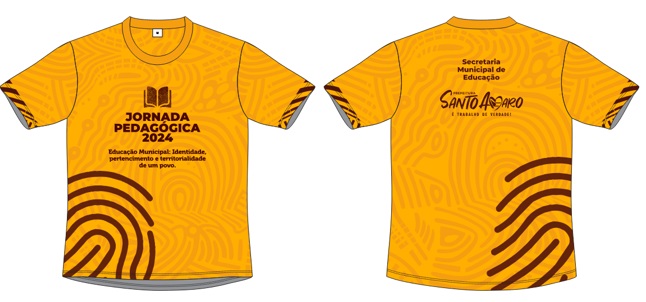 JORNADA
PEDAGÓGICA
2024
Educação Municipal: Identidade,
pertencimento e territorialidade
de um povo.
Secretaria
Municipal de
Educação
PREFEITURA
SANTO AMARO
É TRABALHO DE VERDADE!